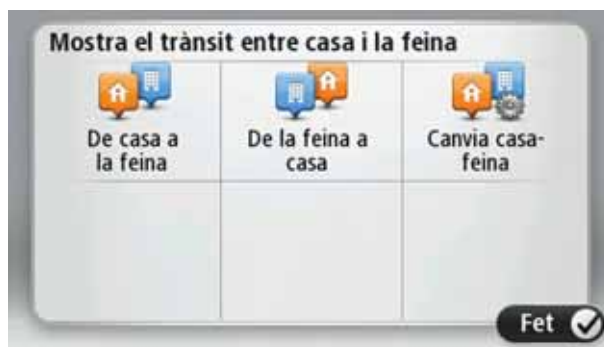 Mostra el trànsit entre casa i la feina
De casa a
la feina
De la feina a
casa
Canvia casa-
feina
Fet